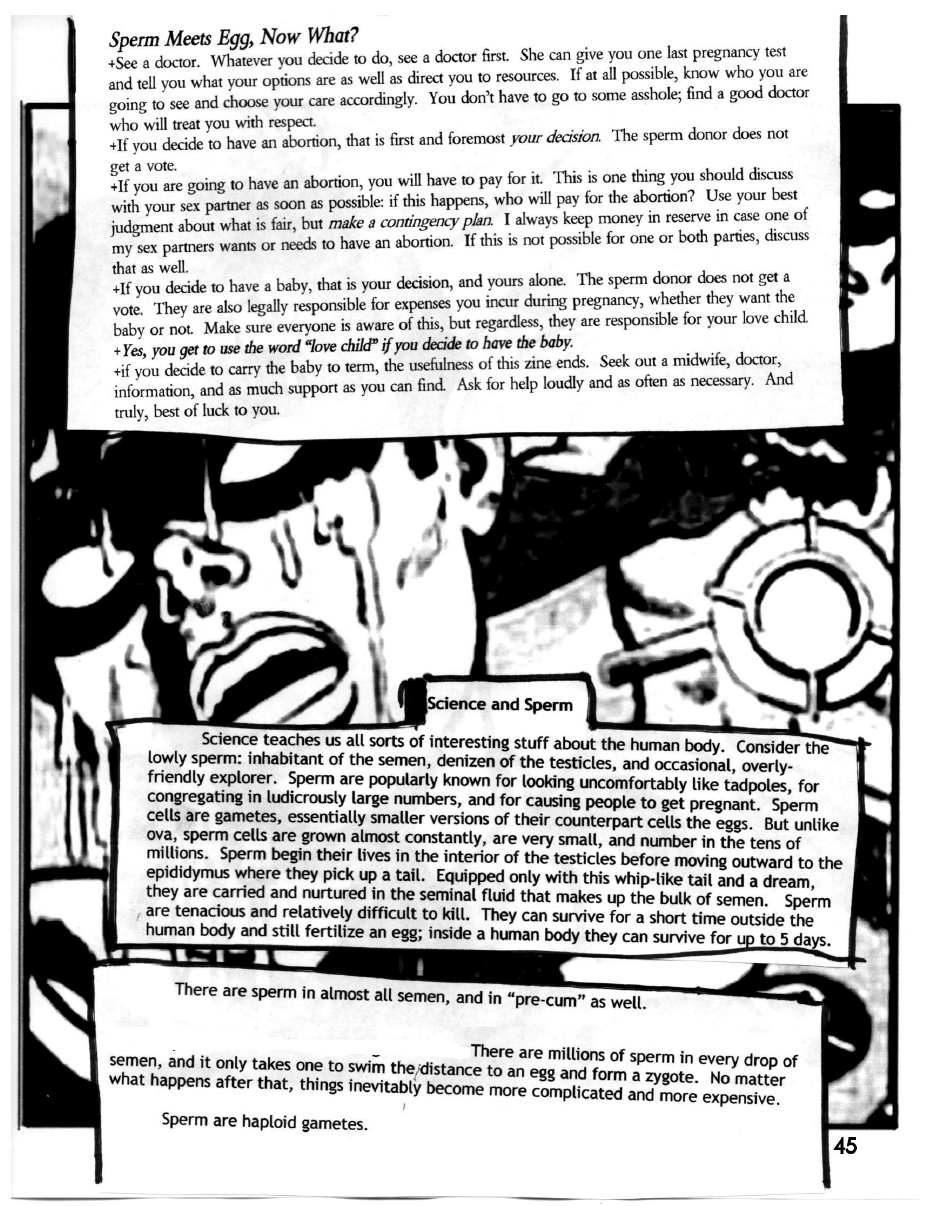 Sperm Meets Egg, Now What?
+See a doctor. Whatever you decide to do, see a doctor first. She can give you one last pregnancy test
and tell you what your options are as well as direct you to resources. If at all possible, know who you are
going to see and choose your care accordingly. You don't have to go to some asshole; find a good doctor
who will treat you with respect.
+If you decide to have an abortion, that is first and foremost your decision. The sperm donor does not
get a vote.
+If you are going to have an abortion, you will have to pay for it. This is one thing you should discuss
with your sex partner as soon as possible: if this happens, who will pay for the abortion? Use your best
judgment about what is fair, but make a contingency plan. I always keep money in reserve in case one of
my sex partners wants or needs to have an abortion. If this is not possible for one or both parties, discuss
that as well.
+If you decide to have a baby, that is your decision, and yours alone. The sperm donor does not get a
vote. They are also legally responsible for expenses you incur during pregnancy, whether they want the
baby or not. Make sure everyone is aware of this, but regardless, they are responsible for your love child.
+Yes, you get to use the word "love child" if you decide to have the baby.
+if you decide to carry the baby to term, the usefulness of this zine ends. Seek out a midwife, doctor,
information, and as much support as you can find. Ask for help loudly and as often as necessary. And
truly, best of luck to you.
Science and Sperm
Science teaches us all sorts of interesting stuff about the human body. Consider the
lowly sperm: inhabitant of the semen, denizen of the testicles, and occasional, overly-
friendly explorer. Sperm are popularly known for looking uncomfortably like tadpoles, for
congregating in ludicrously large numbers, and for causing people to get pregnant. Sperm
cells are gametes, essentially smaller versions of their counterpart cells the eggs. But unlike
ova, sperm cells are grown almost constantly, are very small, and number in the tens of
millions. Sperm begin their lives in the interior of the testicles before moving outward to the
epididymus where they pick up a tail. Equipped only with this whip-like tail and a dream,
they are carried and nurtured in the seminal fluid that makes up the bulk of semen. Sperm
are tenacious and relatively difficult to kill. They can survive for a short time outside the
human body and still fertilize an egg; inside a human body they can survive for up to 5 days.
There are sperm in almost all semen, and in "pre-cum" as well.
There are millions of sperm in every drop of
semen, and it only takes one to swim the distance to an egg and form a zygote. No matter
what happens after that, things inevitably become more complicated and more expensive.
Sperm are haploid gametes.
45